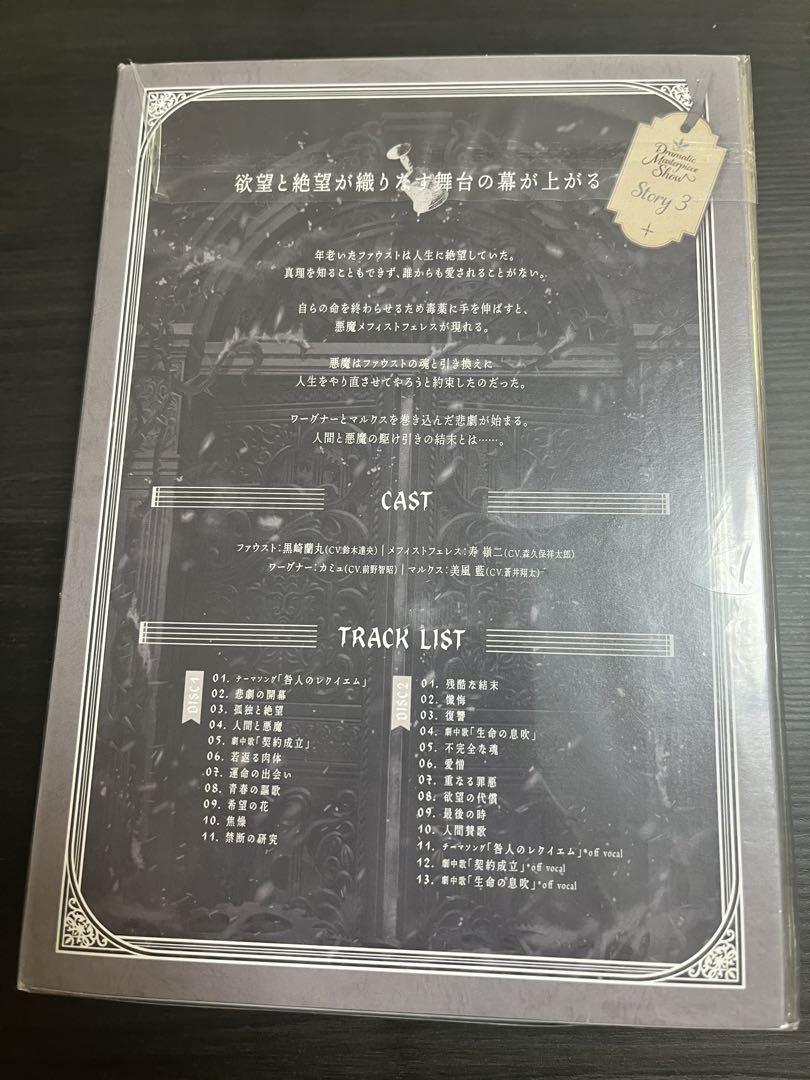 Dramatic
Masterpiece
Show
Story 3
欲望と絶望が織りなす舞台の幕が上がる
年老いたファウストは人生に絶望していた。
真理を知ることもできず、誰からも愛されることがない。
自らの命を終わらせるため毒薬に手を伸ばすと、
悪魔メフィストフェレスが現れる。
悪魔はファウストの魂と引き換えに
人生をやり直させてやろうと約束したのだった。
ワーグナーとマルクスを巻き込んだ悲劇が始まる。
人間と悪魔の駆け引きの結末とは……。
CAST
ファウスト:黒崎蘭丸(CV.鈴木達央) | メフィストフェレス:寿 嶺二(CV.森久保祥太郎)
ワーグナー:カミュ(CV.前野智昭) | マルクス:美風 藍(CV.蒼井翔太)
TRACK LIST
DISC 1
01. テーマソング「咎人のレクイエム」
02. 悲劇の開幕
03. 孤独と絶望
04. 人間と悪魔
05. 劇中歌「契約成立」
06. 若返る肉体
07. 運命の出会い
08. 青春の謳歌
09. 希望の花
10. 焦燥
11. 禁断の研究
DISC 2
01. 残酷な結末
02. 懺悔
03. 復讐
04. 劇中歌「生命の息吹」
05. 不完全な魂
06. 愛憎
07. 重なる罪悪
08. 欲望の代償
09. 最後の時
10. 人間賛歌
11. テーマソング「咎人のレクイエム」*off vocal
12. 劇中歌「契約成立」*off vocal
13. 劇中歌「生命の息吹」*off vocal